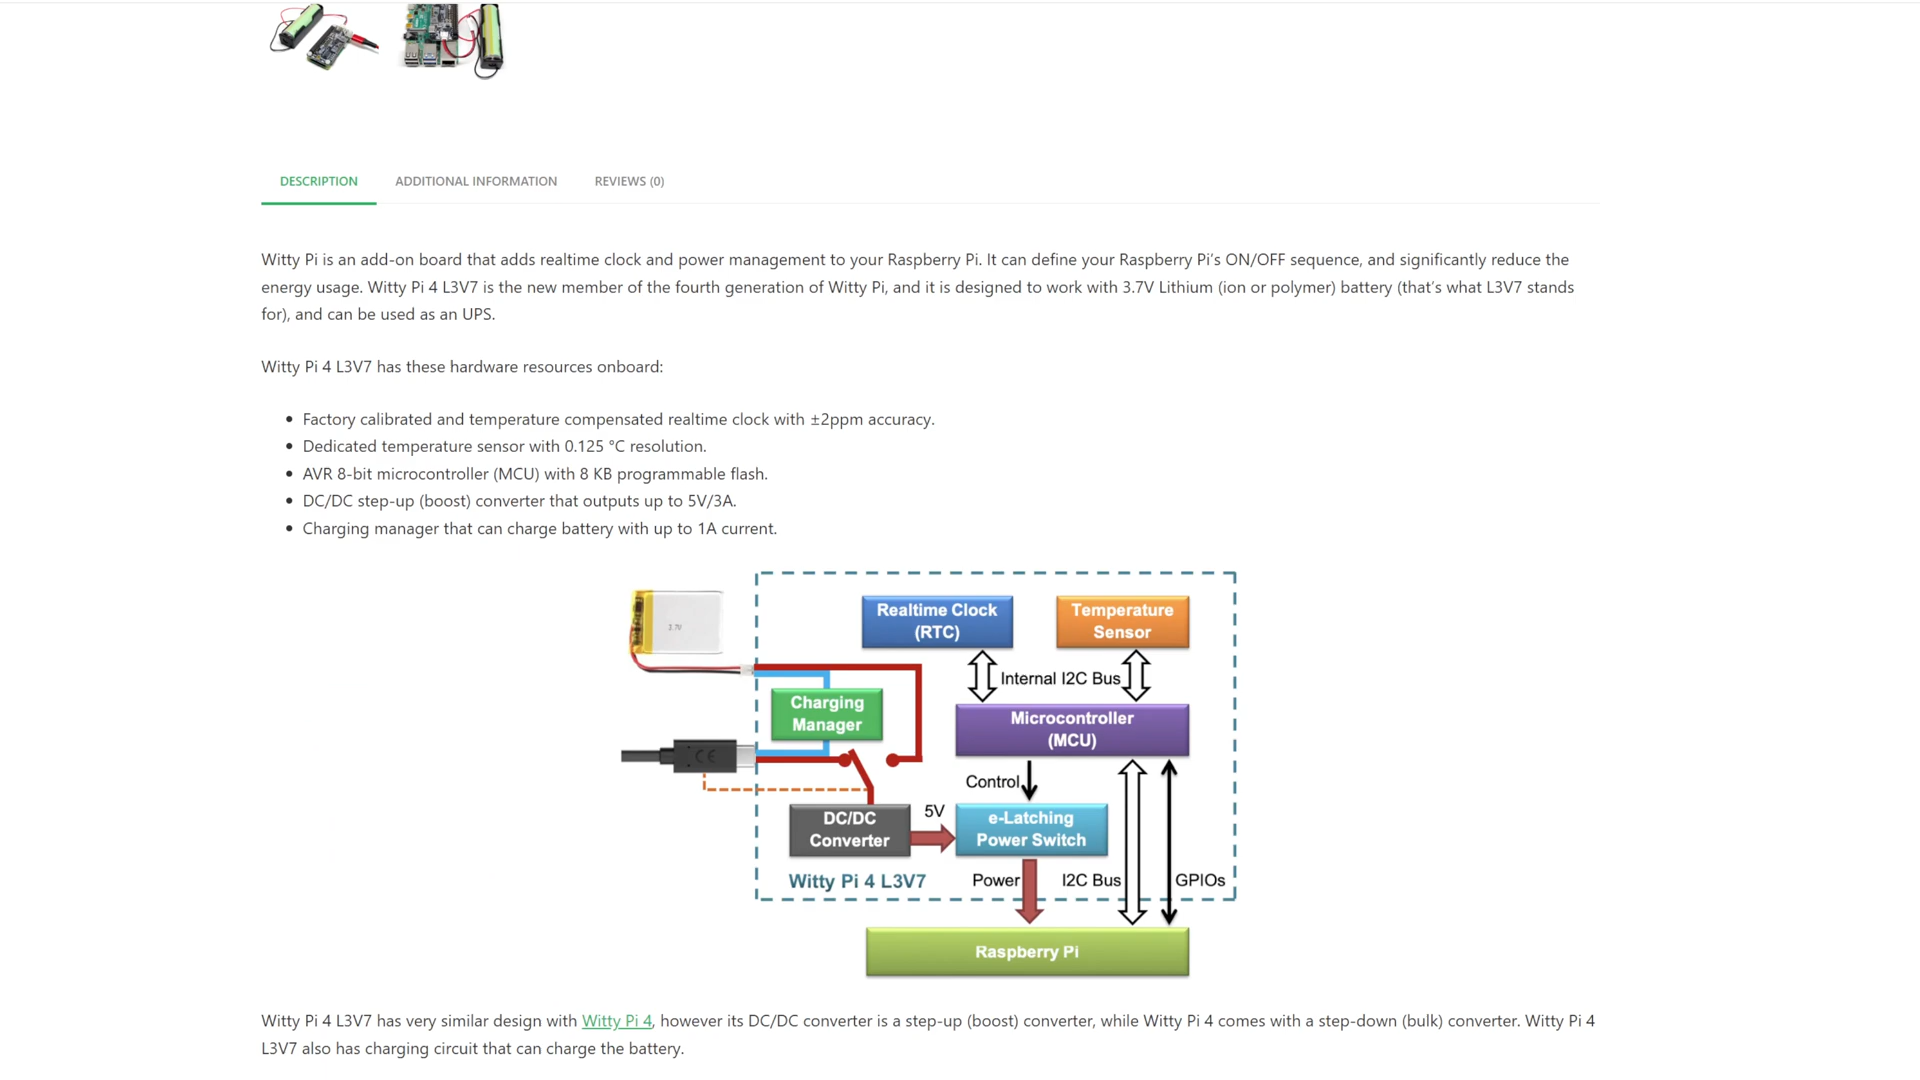 DESCRIPTION ADDITIONAL INFORMATION REVIEWS (0)
Witty Pi is an add-on board that adds realtime clock and power management to your Raspberry Pi. It can define your Raspberry Pi’s ON/OFF sequence, and significantly reduce the
energy usage. Witty Pi 4 L3V7 is the new member of the fourth generation of Witty Pi, and it is designed to work with 3.7V Lithium (ion or polymer) battery (that’s what L3V7 stands
for), and can be used as an UPS.
Witty Pi 4 L3V7 has these hardware resources onboard:
Factory calibrated and temperature compensated realtime clock with ±2ppm accuracy.
Dedicated temperature sensor with 0.125 °C resolution.
AVR 8-bit microcontroller (MCU) with 8 KB programmable flash.
DC/DC step-up (boost) converter that outputs up to 5V/3A.
Charging manager that can charge battery with up to 1A current.
3.7V
Realtime Clock
(RTC)
Temperature
Sensor
Internal I2C Bus
Charging
Manager
Microcontroller
(MCU)
CE
Control
DC/DC
Converter
5V
e-Latching
Power Switch
Witty Pi 4 L3V7
Power
I2C Bus
GPIOs
Raspberry Pi
Witty Pi 4 L3V7 has very similar design with Witty Pi 4, however its DC/DC converter is a step-up (boost) converter, while Witty Pi 4 comes with a step-down (bulk) converter. Witty Pi 4
L3V7 also has charging circuit that can charge the battery.